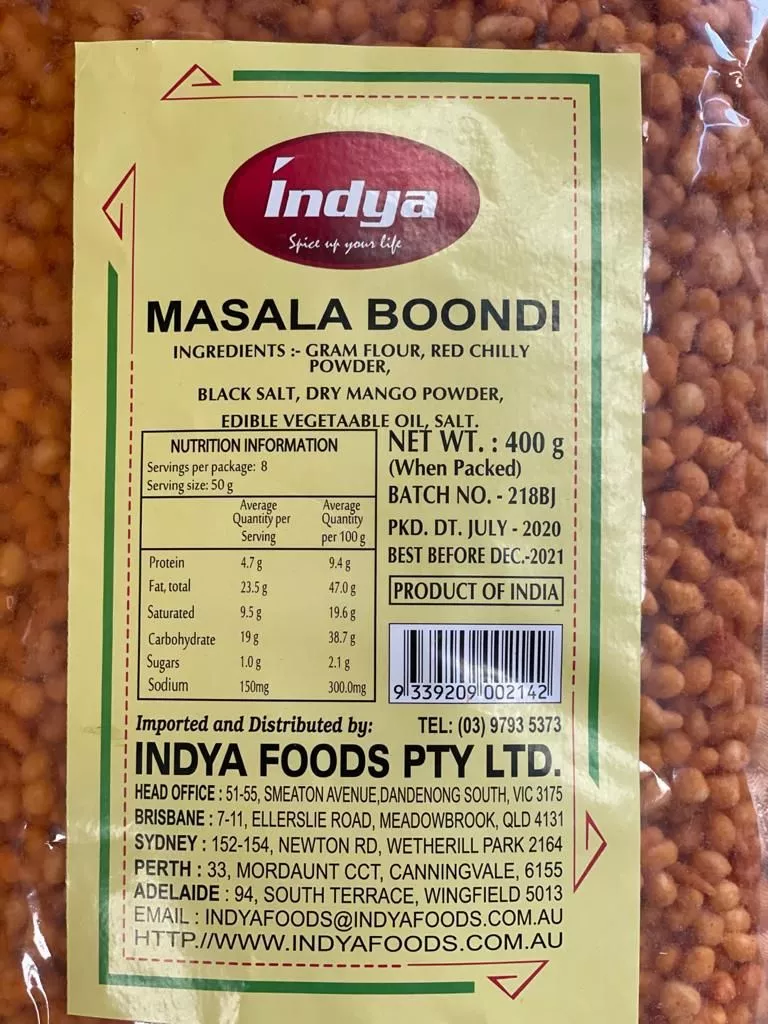 Índya
Spice up your life
MASALA BOONDI
INGREDIENTS :- GRAM FLOUR, RED CHILLY
POWDER,
BLACK SALT, DRY MANGO POWDER,
EDIBLE VEGETAABLE OIL, SALT.
NUTRITION INFORMATION
Servings per package: 8
Serving size: 50 g
Average Quantity per Serving Average Quantity per 100 g
Protein 4.7 g 9.4 g
Fat, total 23.5 g 47.0 g
Saturated 9.5 g 19.6 g
Carbohydrate 19 g 38.7 g
Sugars 1.0 g 2.1 g
Sodium 150mg 300.0mg
NET WT. : 400 g
(When Packed)
BATCH NO. - 218BJ
PKD. DT. JULY - 2020
BEST BEFORE DEC.-2021
PRODUCT OF INDIA
9 339209 002142
Imported and Distributed by: TEL: (03) 9793 5373
INDYA FOODS PTY LTD.
HEAD OFFICE : 51-55, SMEATON AVENUE,DANDENONG SOUTH, VIC 3175
BRISBANE : 7-11, ELLERSLIE ROAD, MEADOWBROOK, QLD 4131
SYDNEY : 152-154, NEWTON RD, WETHERILL PARK 2164
PERTH : 33, MORDAUNT CCT, CANNINGVALE, 6155
ADELAIDE : 94, SOUTH TERRACE, WINGFIELD 5013
EMAIL : INDYAFOODS@INDYAFOODS.COM.AU
HTTP.//WWW.INDYAFOODS.COM.AU